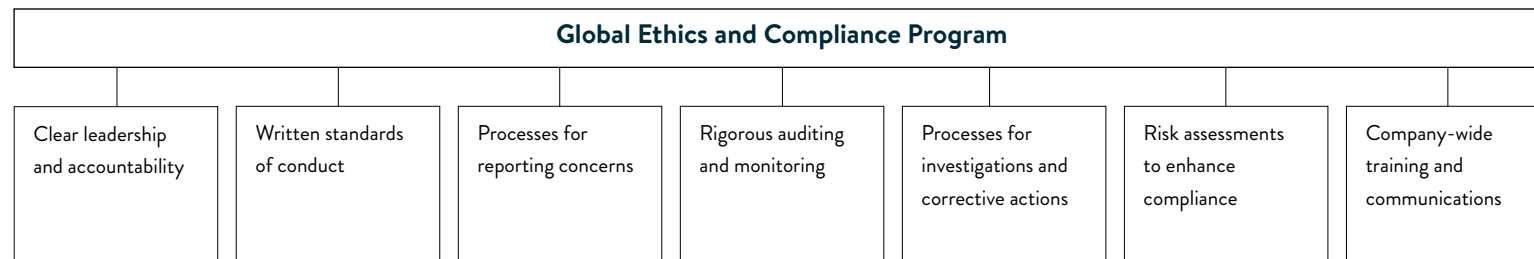 Global Ethics and Compliance Program
Clear leadership
and accountability
Written standards
of conduct
Processes for
reporting concerns
Rigorous auditing
and monitoring
Processes for
investigations and
corrective actions
Risk assessments
to enhance
compliance
Company-wide
training and
communications